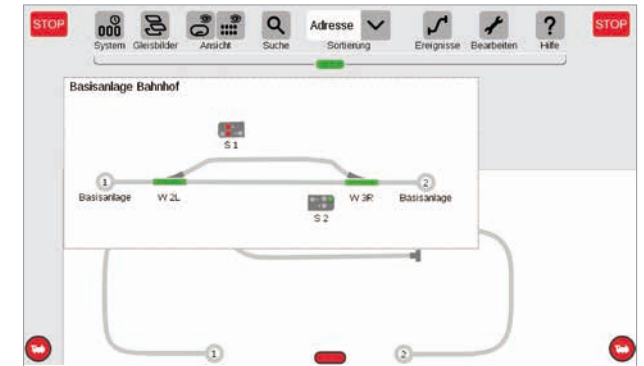 STOP
System Gleisbilder Ansicht Suche Adresse Sortierung Ereignisse Bearbeiten ? Hilfe
STOP
Basisanlage Bahnhof
S 1
1 2
Basisanlage W 2L W 3R Basisanlage
S 2
1 2